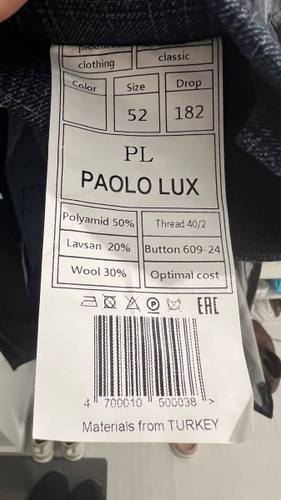 product
clothing
classic
Color
Size
Drop
52
182
PL
PAOLO LUX
Polyamid 50%
Thread 40/2
Lavsan 20%
Button 609-24
Wool 30%
Optimal cost
EAC
4 700010 500038 >
Materials from TURKEY